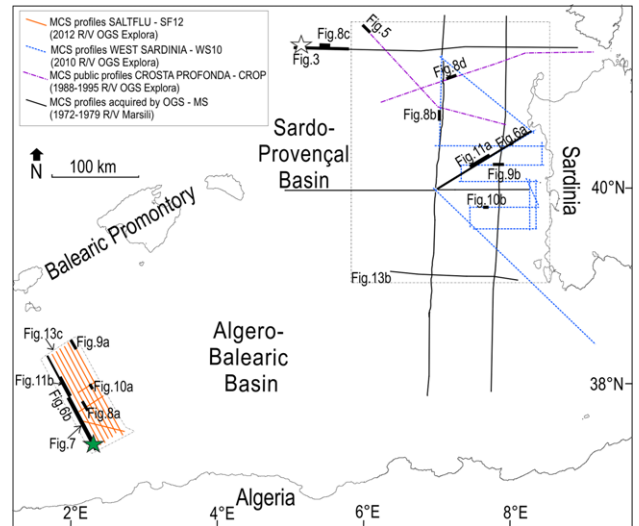 MCS profiles SALTFLU - SF12
(2012 R/V OGS Explora)
MCS profiles WEST SARDINIA - WS10
(2010 R/V OGS Explora)
MCS public profiles CROSTA PROFONDA - CROP
(1988-1995 R/V OGS Explora)
MCS profiles acquired by OGS - MS
(1972-1979 R/V Marsili)
Fig.5
Fig.8c
Fig.3
Fig.8d
Fig.8b
N
100 km
Sardo-
Provençal
Basin
Fig.11a
Fig.6a
Fig.9b
Fig.10b
Sardinia
40°N
Balearic Promontory
Fig.13b
Algero-
Balearic
Basin
Fig.13c
Fig.9a
Fig.11b
Fig.10a
Fig.6b
Fig.8a
Fig.7
38°N
Algeria
2°E
6°E
8°E